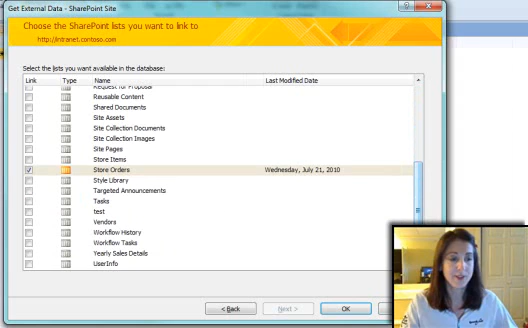 Get External Data - SharePoint Site
Choose the SharePoint lists you want to link to
http://intranet.contoso.com
Select the lists you want available in the database:
Link Type Name Last Modified Date
Request for Proposal
Reusable Content
Shared Documents
Site Assets
Site Collection Documents
Site Collection Images
Site Pages
Store Items
Store Orders Wednesday, July 21, 2010
Style Library
Targeted Announcements
Tasks
test
Vendors
Workflow History
Workflow Tasks
Yearly Sales Details
UserInfo
< Back Next > OK